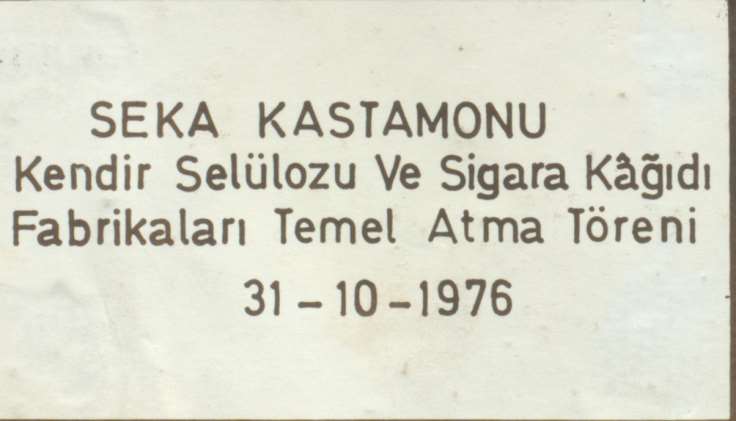 SEKA KASTAMONU
Kendir Selülozu Ve Sigara Kâğıdı
Fabrikaları Temel Atma Töreni
31-10-1976